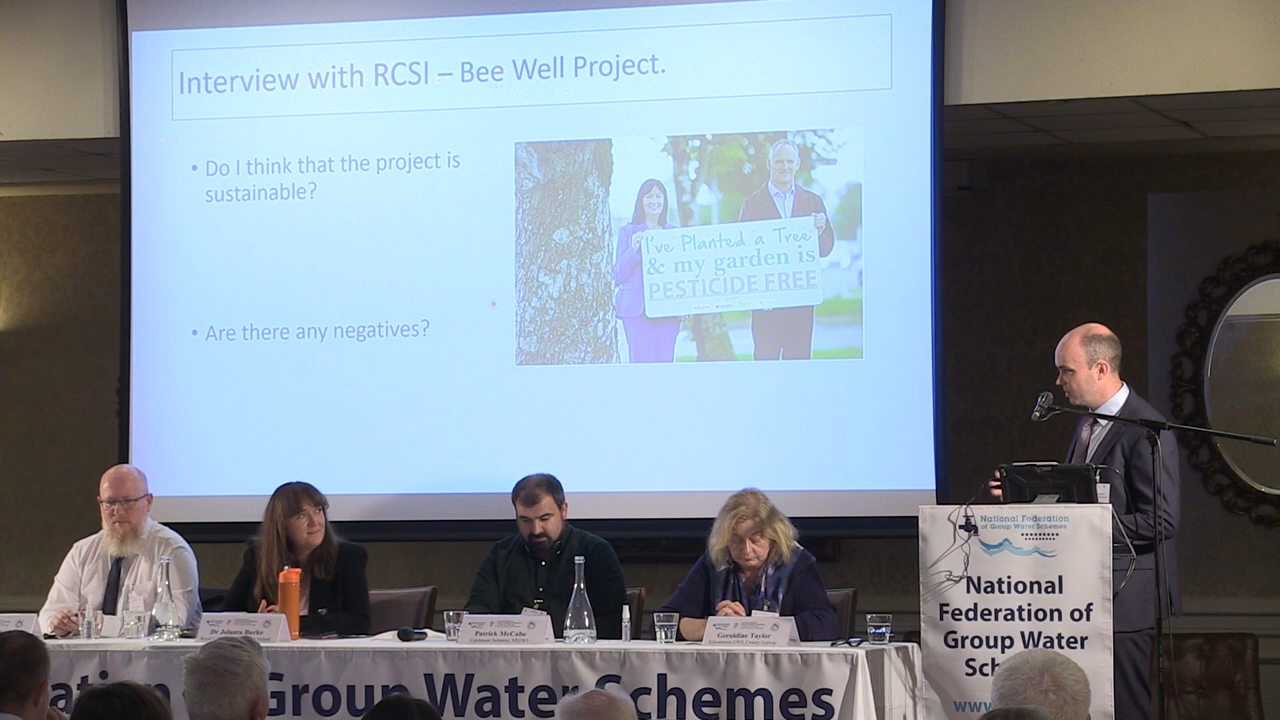 Interview with RCSI – Bee Well Project.
• Do I think that the project is
sustainable?
• Are there any negatives?
I've Planted a Tree
& my garden is
PESTICIDE FREE
National Federation
of Group Water Schemes
National
Federation of
Group Water
Sch
www
Dr Jolanta Burke
Patrick McCabe
Geraldine Taylor
ation
Group Water Schemes